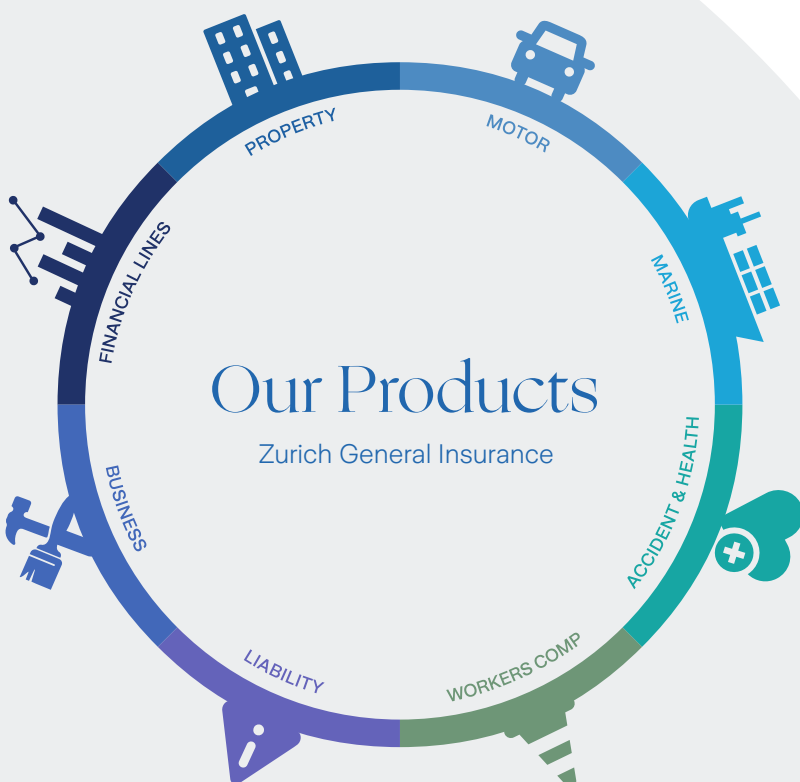 PROPERTY
MOTOR
FINANCIAL LINES
MARINE
Our Products
Zurich General Insurance
ACCIDENT & HEALTH
BUSINESS
WORKERS COMP
LIABILITY